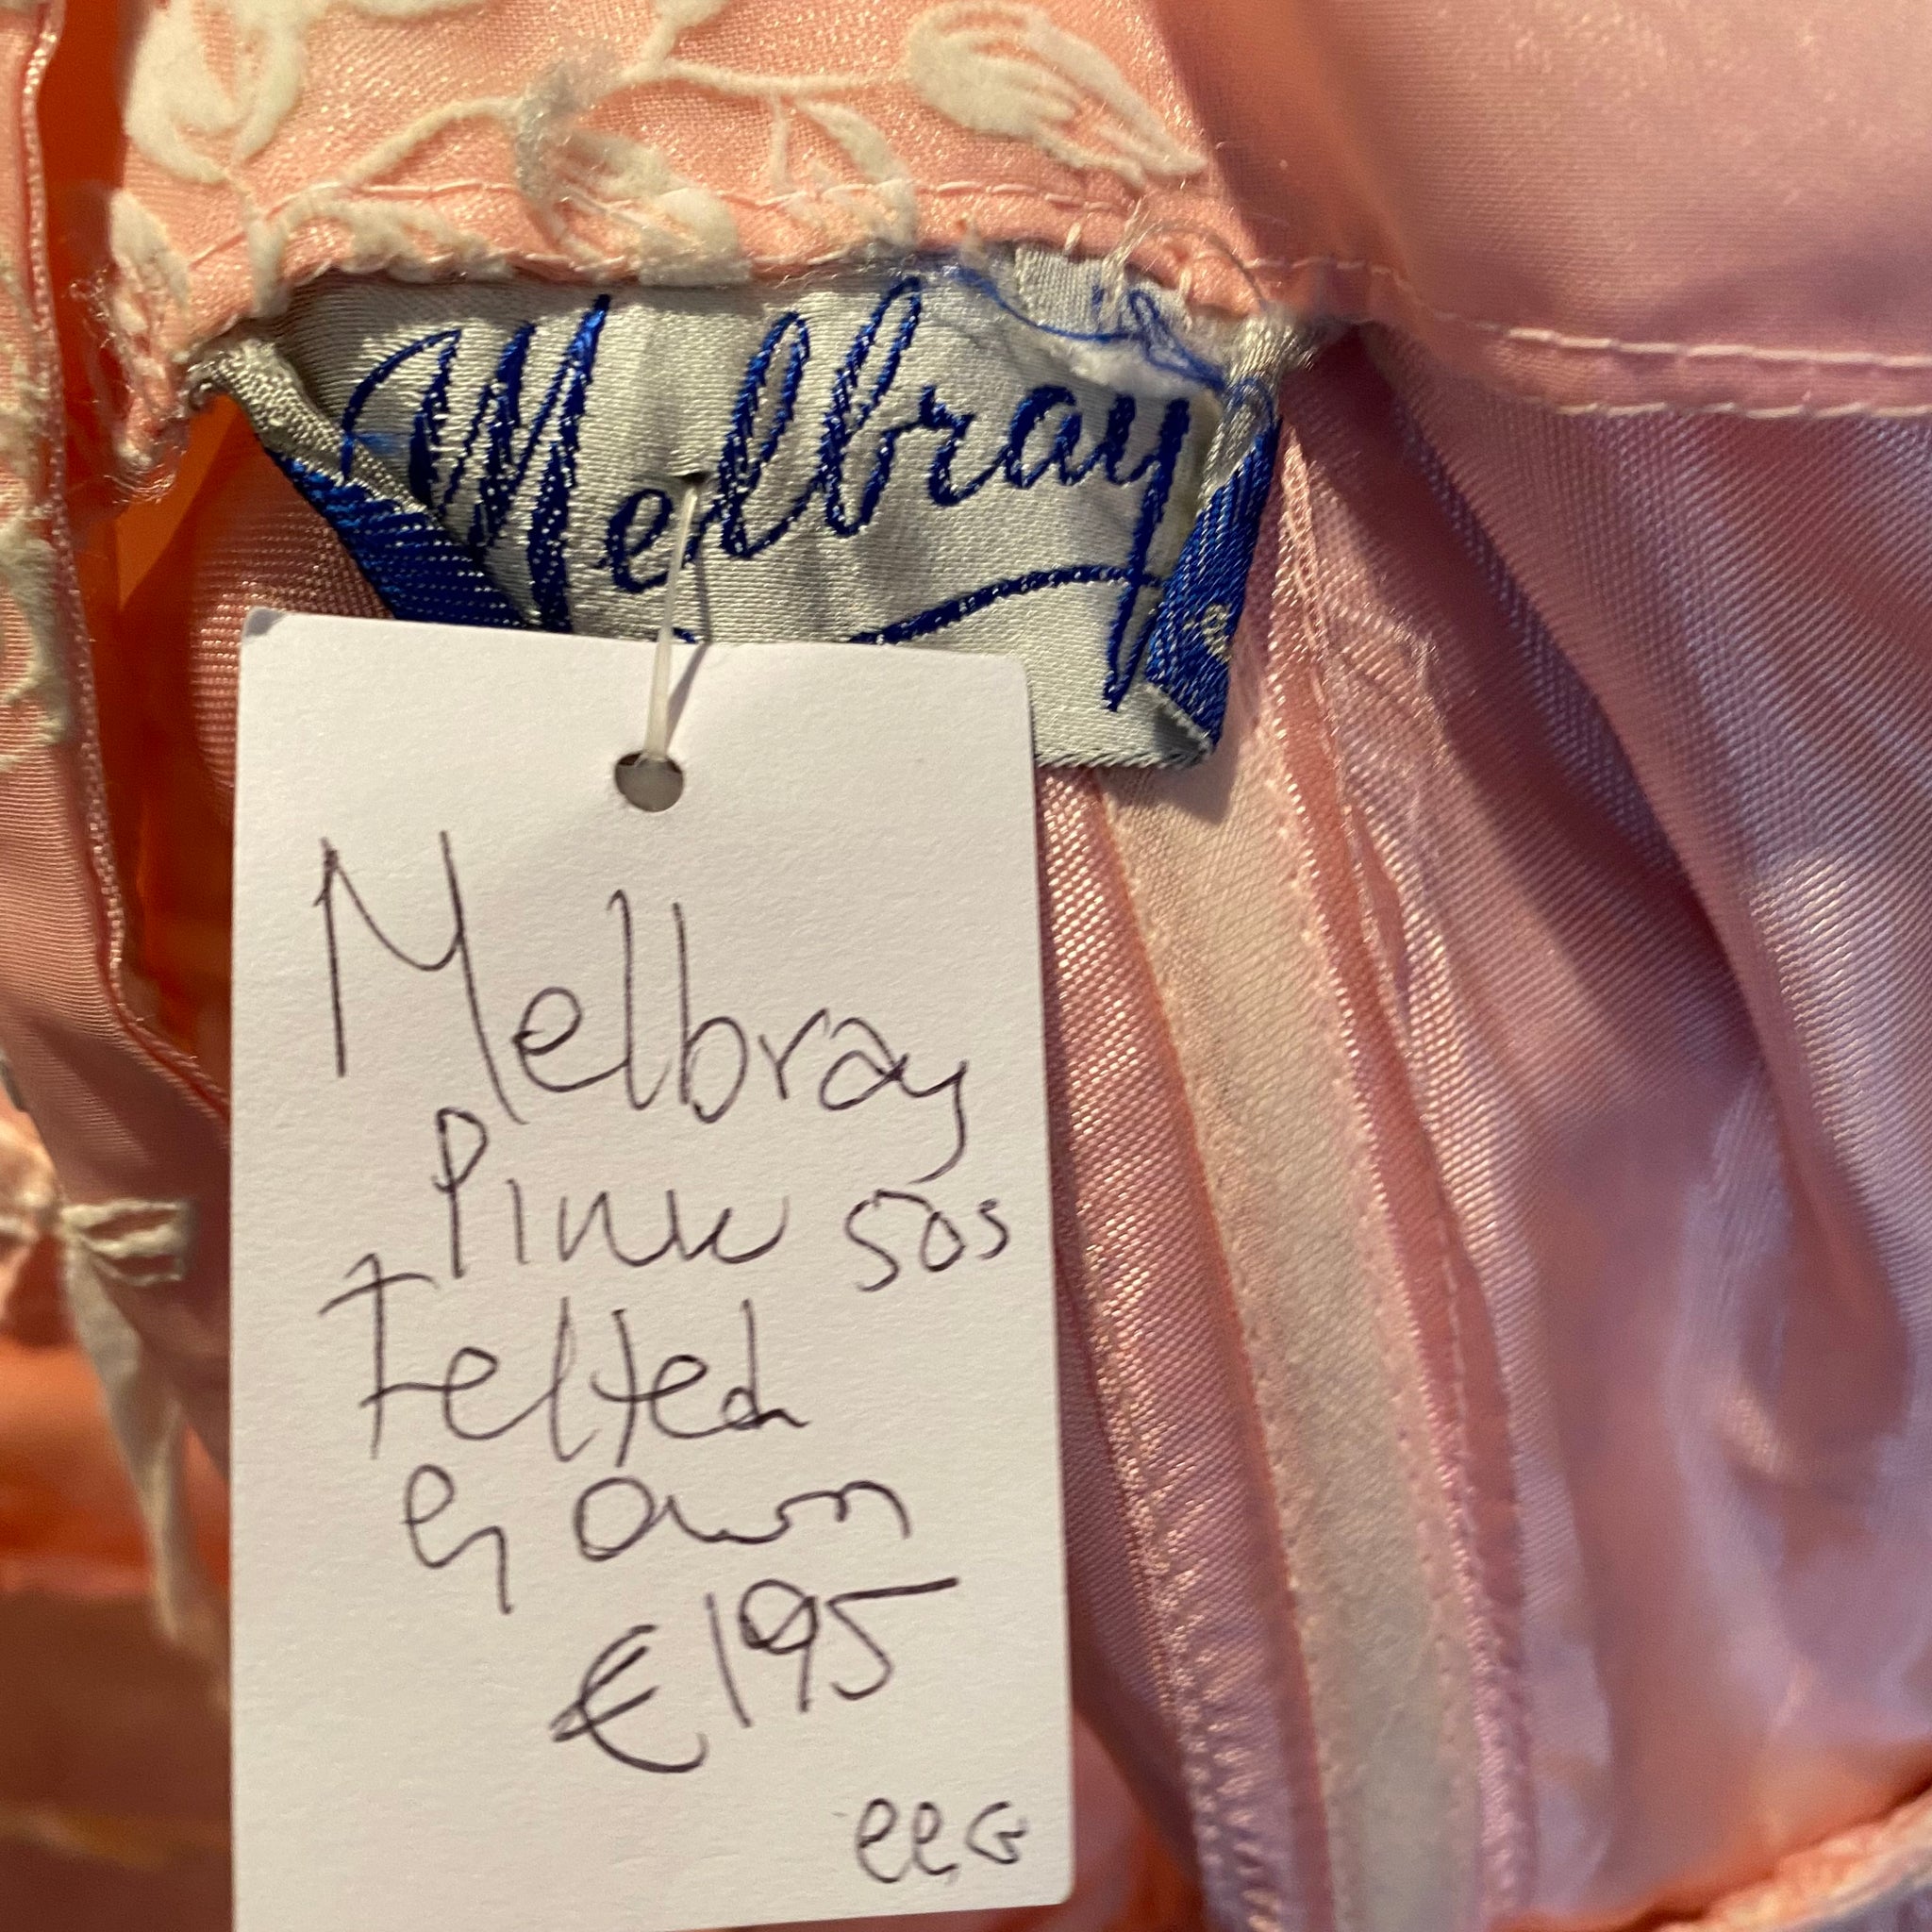 Melbray
Melbray
Pink 50s
Felted
Gown
€195
eeG